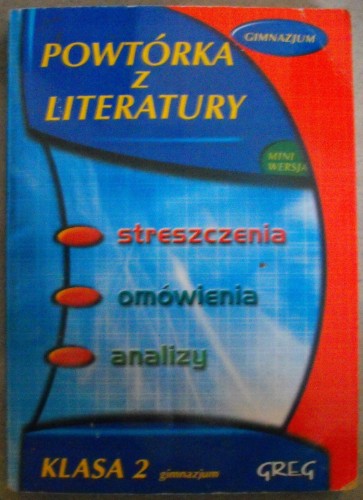 GIMNAZJUM
POWTÓRKA
Z
LITERATURY
MINI
WERSJA
streszczenia
omówienia
analizy
KLASA 2 gimnazjum
GREG